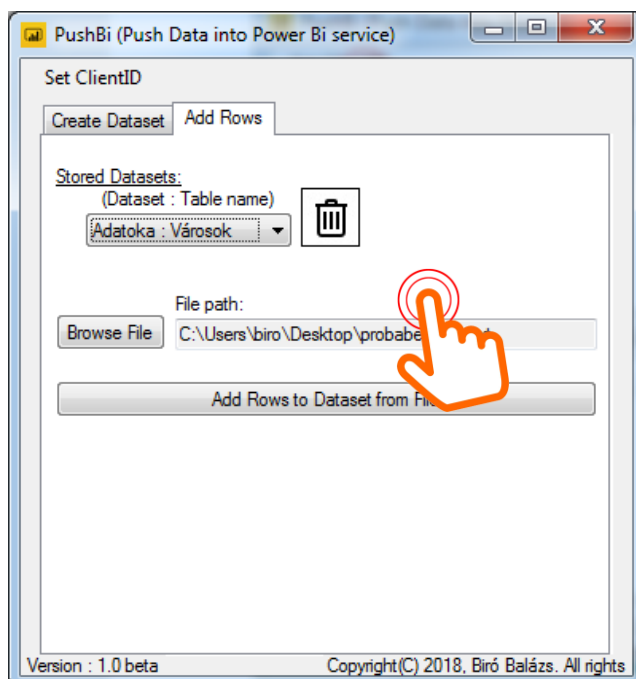 PushBi (Push Data into Power Bi service)
Set ClientID
Create Dataset Add Rows
Stored Datasets:
(Dataset : Table name)
Adatoka : Városok
File path:
Browse File C:\Users\biro\Desktop\
Add Rows to Dataset from
Version : 1.0 beta Copyright(C) 2018, Biró Balázs. All rights